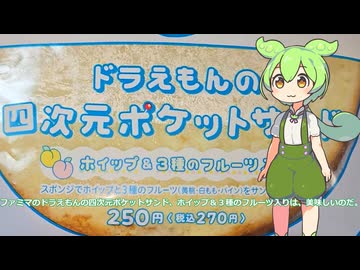 ドラえもんの
四次元ポケットサンド
ホイップ&3種のフルーツ
スポンジでホイップと3種のフルーツ(黄桃・白もも・パイン)をサン
ファミマのドラえもんの四次元ポケットサンド、ホイップ&3種のフルーツ入りは、美味しいのだ。
250円(税込270円)